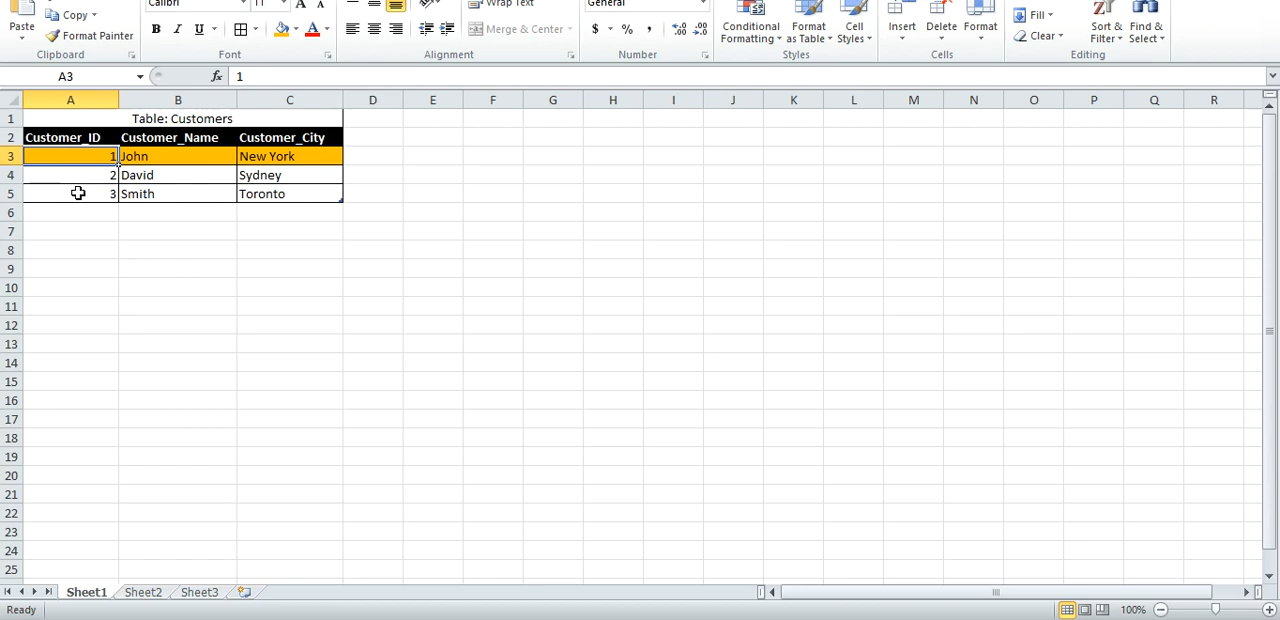 Calibri 11 A A Wrap Text General
Paste Copy Format Painter B I U Merge & Center $ % , .00 .0 Conditional Formatting Format as Table Cell Styles Insert Delete Format Fill Clear Sort & Filter Find & Select
Clipboard Font Alignment Number Styles Cells Editing
A3 fx 1
A B C D E F G H I J K L M N O P Q R
1 Table: Customers
2 Customer_ID Customer_Name Customer_City
3 1 John New York
4 2 David Sydney
5 3 Smith Toronto
6
7
8
9
10
11
12
13
14
15
16
17
18
19
20
21
22
23
24
25
Sheet1 Sheet2 Sheet3
Ready 100%